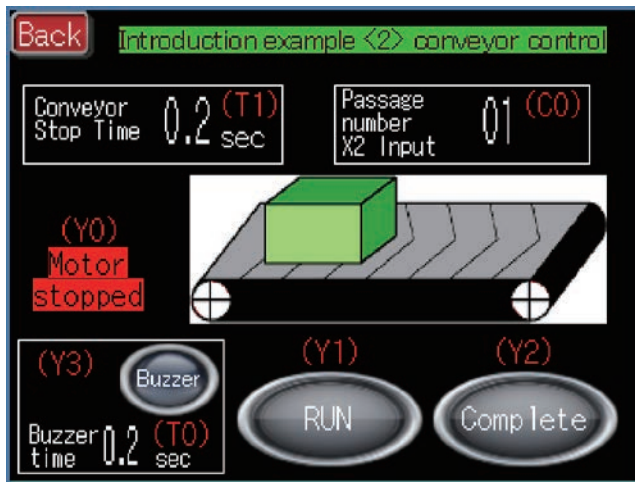 Back
Introduction example <2> conveyor control
Conveyor
Stop Time
0.2
(T1)
sec
Passage
number
X2 Input
01
(C0)
(Y0)
Motor
stopped
(Y3)
Buzzer
Buzzer
time
0.2
(T0)
sec
(Y1)
RUN
(Y2)
Complete